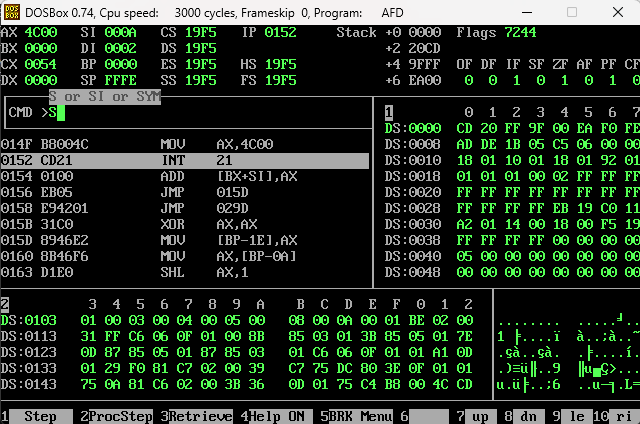 DOSBox 0.74, Cpu speed: 3000 cycles, Frameskip 0, Program: AFD
AX 4C00 SI 000A CS 19F5 IP 0152 Stack +0 0000 Flags 7244
BX 0000 DI 0002 DS 19F5 +2 20CD
CX 0054 BP 0000 ES 19F5 HS 19F5 +4 9FFF OF DF IF SF ZF AF PF CF
DX 0000 SP FFFE SS 19F5 FS 19F5 +6 EA00 0 0 1 0 1 0 1 0
S or SI or SYM
CMD >S
1 0 1 2 3 4 5 6 7
DS:0000 CD 20 FF 9F 00 EA F0 FE
014F B8004C MOV AX,4C00 DS:0008 AD DE 1B 05 C5 06 00 00
0152 CD21 INT 21 DS:0010 18 01 10 01 18 01 92 01
0154 0100 ADD [BX+SI],AX DS:0018 01 01 01 00 02 FF FF FF
0156 EB05 JMP 015D DS:0020 FF FF FF FF FF FF FF FF
0158 E94201 JMP 029D DS:0028 FF FF FF FF EB 19 C0 11
015B 31C0 XOR AX,AX DS:0030 A2 01 14 00 18 00 F5 19
015D 8946E2 MOV [BP-1E],AX DS:0038 FF FF FF FF 00 00 00 00
0160 8B46F6 MOV AX,[BP-0A] DS:0040 05 00 00 00 00 00 00 00
0163 D1E0 SHL AX,1 DS:0048 00 00 00 00 00 00 00 00
2 3 4 5 6 7 8 9 A B C D E F 0 1 2
DS:0103 01 00 03 00 04 00 05 00 08 00 0A 00 01 BE 02 00 ........ .....╛..
DS:0113 31 FF C6 06 0F 01 00 8B 85 03 01 3B 85 05 01 7E 1 ╞....ï à..;à..~
DS:0123 0D 87 85 05 01 87 85 03 01 C6 06 0F 01 01 A1 0D .çà..çà. .╞....í.
DS:0133 01 29 F0 81 C7 02 00 39 C7 75 DC 80 3E 0F 01 01 .)≡ü╟..9 ╟u▄Ç>...
DS:0143 75 0A 81 C6 02 00 3B 36 0D 01 75 C4 B8 00 4C CD u.ü╞..;6 ..u─╕.L═
1 Step 2 ProcStep 3 Retrieve 4 Help ON 5 BRK Menu 6 7 up 8 dn 9 le 10 ri